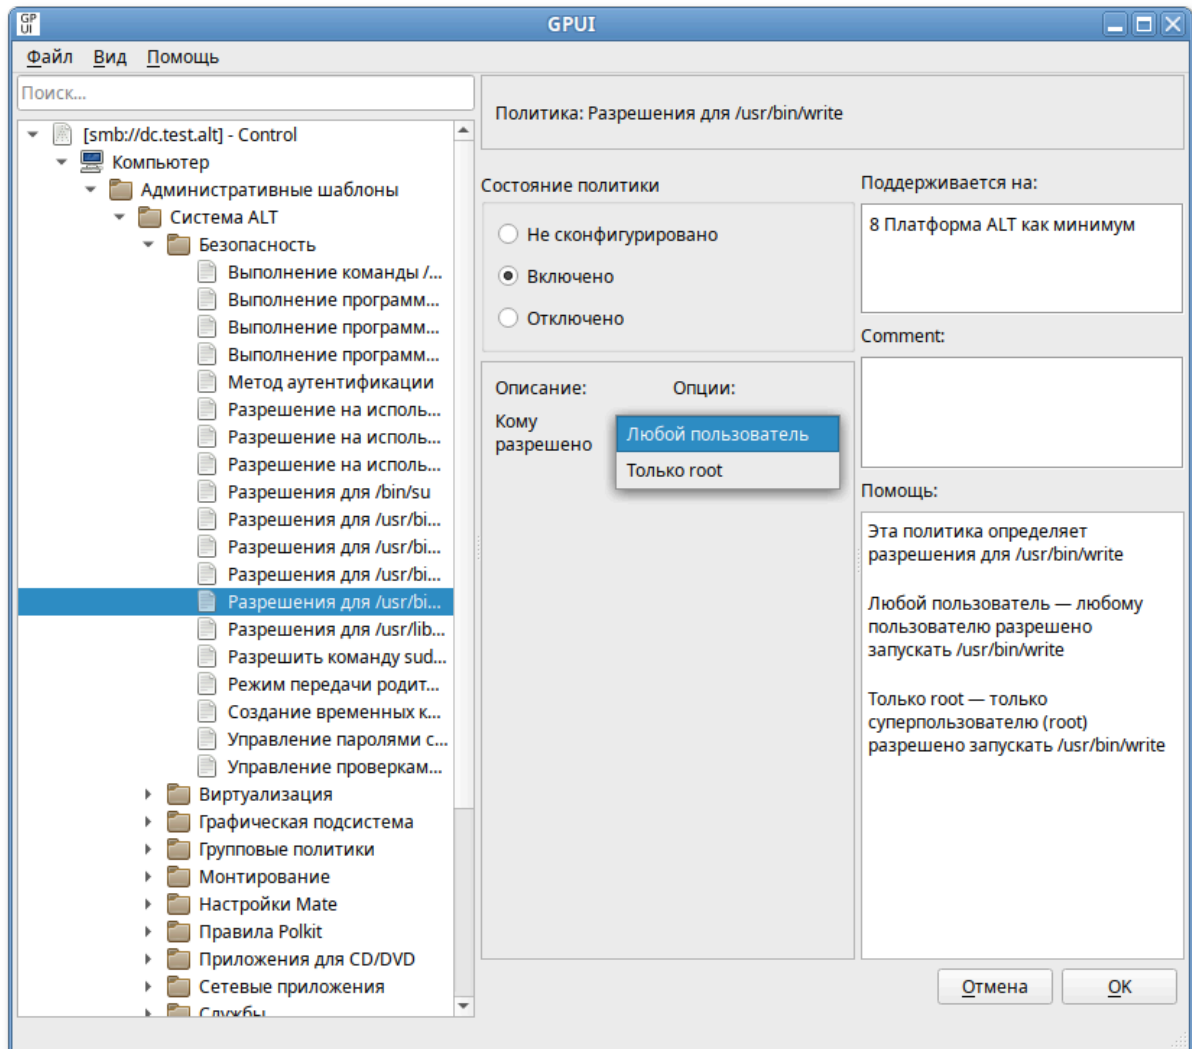 GP
UI
GPUI
Файл Вид Помощь
Поиск...
[smb://dc.test.alt] - Control
Компьютер
Административные шаблоны
Система ALT
Безопасность
Выполнение команды /...
Выполнение программ...
Выполнение программ...
Выполнение программ...
Метод аутентификации
Разрешение на исполь...
Разрешение на исполь...
Разрешение на исполь...
Разрешения для /bin/su
Разрешения для /usr/bi...
Разрешения для /usr/bi...
Разрешения для /usr/bi...
Разрешения для /usr/bi...
Разрешения для /usr/lib...
Разрешить команду sud...
Режим передачи родит...
Создание временных к...
Управление паролями с...
Управление проверкам...
Виртуализация
Графическая подсистема
Групповые политики
Монтирование
Настройки Mate
Правила Polkit
Приложения для CD/DVD
Сетевые приложения
Службы
Политика: Разрешения для /usr/bin/write
Состояние политики
Не сконфигурировано
Включено
Отключено
Описание: Опции:
Кому
разрешено
Любой пользователь
Только root
Поддерживается на:
8 Платформа ALT как минимум
Comment:
Помощь:
Эта политика определяет
разрешения для /usr/bin/write
Любой пользователь — любому
пользователю разрешено
запускать /usr/bin/write
Только root — только
суперпользователю (root)
разрешено запускать /usr/bin/write
Отмена OK